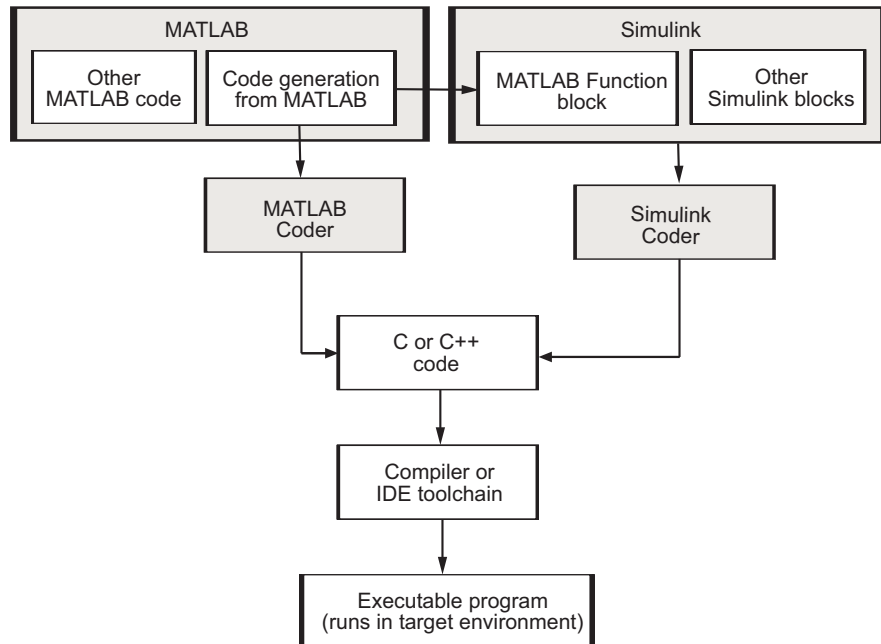 MATLAB
Other
MATLAB code
Code generation
from MATLAB
Simulink
MATLAB Function
block
Other
Simulink blocks
MATLAB
Coder
Simulink
Coder
C or C++
code
Compiler or
IDE toolchain
Executable program
(runs in target environment)